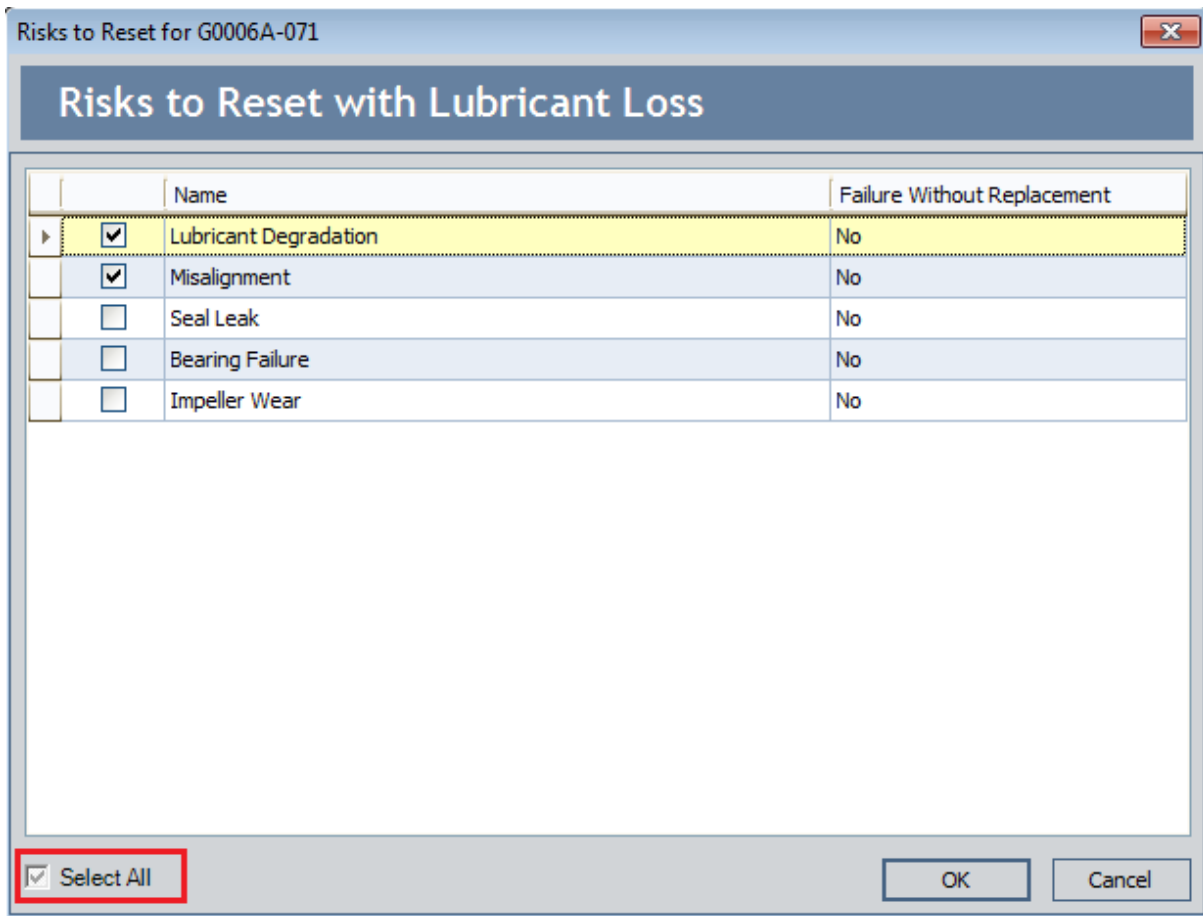 Risks to Reset for G0006A-071
Risks to Reset with Lubricant Loss
Name Failure Without Replacement
Lubricant Degradation No
Misalignment No
Seal Leak No
Bearing Failure No
Impeller Wear No
Select All OK Cancel